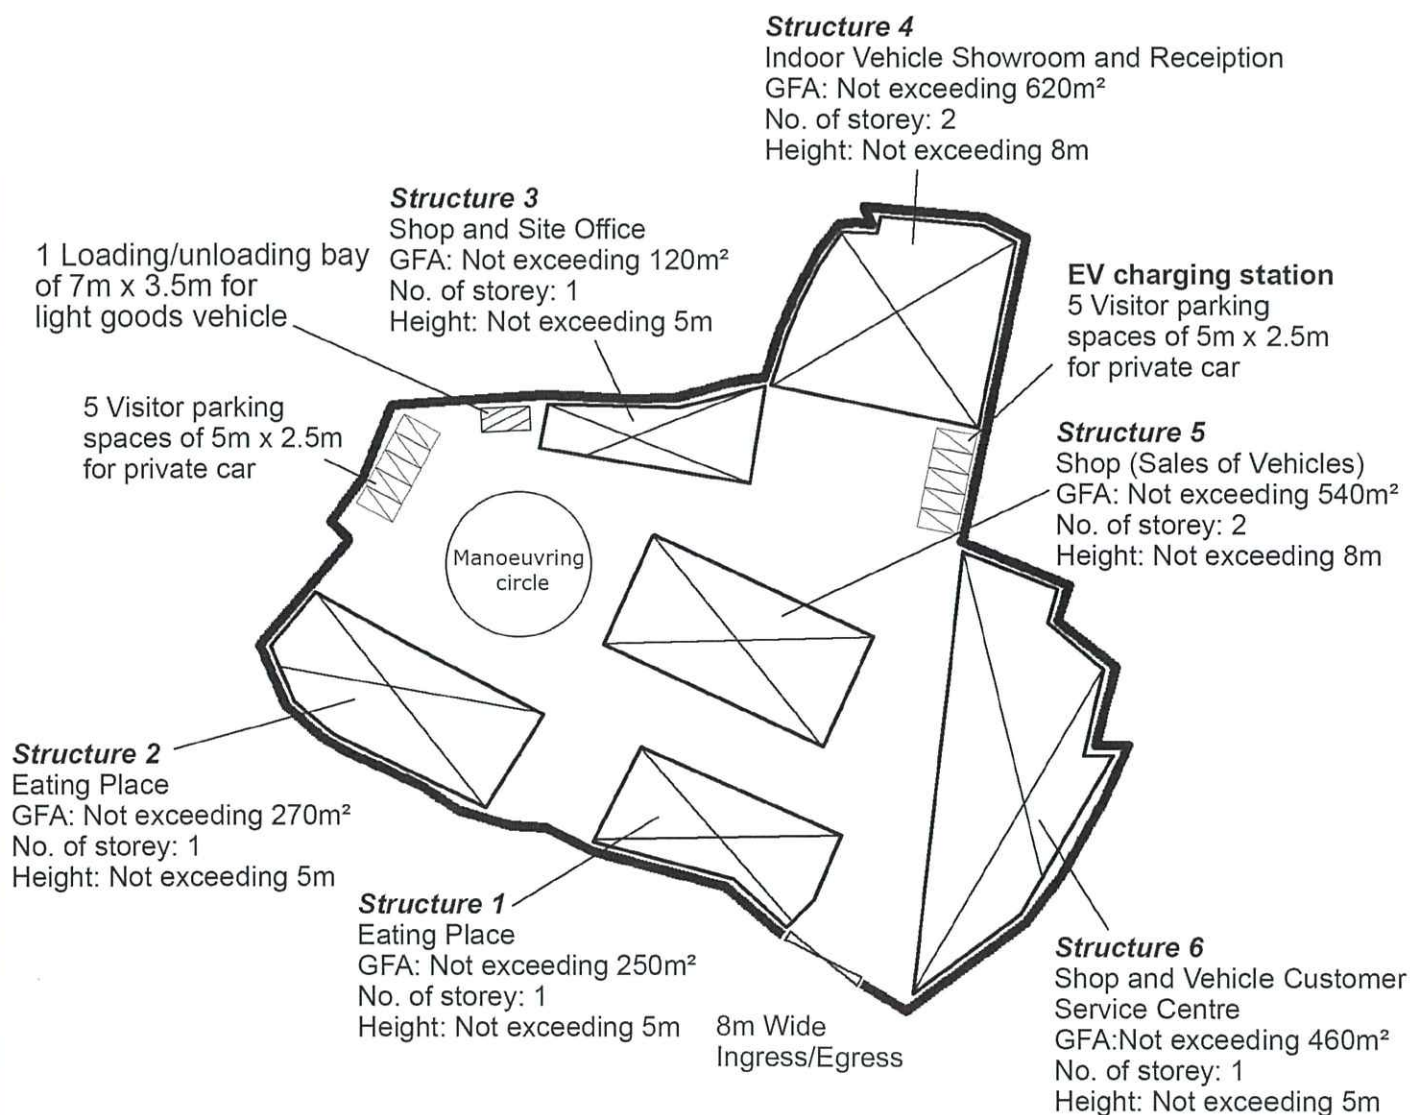 Structure 4
Indoor Vehicle Showroom and Receiption
GFA: Not exceeding 620m²
No. of storey: 2
Height: Not exceeding 8m
Structure 3
Shop and Site Office
GFA: Not exceeding 120m²
No. of storey: 1
Height: Not exceeding 5m
1 Loading/unloading bay
of 7m x 3.5m for
light goods vehicle
EV charging station
5 Visitor parking
spaces of 5m x 2.5m
for private car
5 Visitor parking
spaces of 5m x 2.5m
for private car
Structure 5
Shop (Sales of Vehicles)
GFA: Not exceeding 540m²
No. of storey: 2
Height: Not exceeding 8m
Manoeuvring
circle
Structure 2
Eating Place
GFA: Not exceeding 270m²
No. of storey: 1
Height: Not exceeding 5m
Structure 1
Eating Place
GFA: Not exceeding 250m²
No. of storey: 1
Height: Not exceeding 5m
8m Wide
Ingress/Egress
Structure 6
Shop and Vehicle Customer
Service Centre
GFA:Not exceeding 460m²
No. of storey: 1
Height: Not exceeding 5m